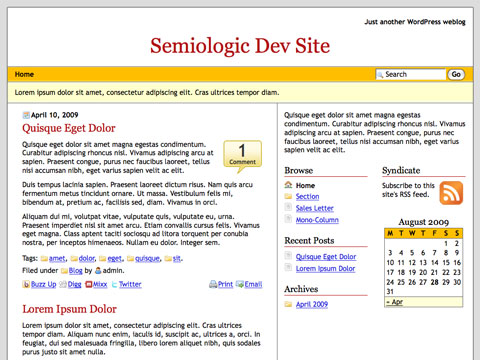 Just another WordPress weblog
Semiologic Dev Site
Home
Search Go
Lorem ipsum dolor sit amet, consectetur adipiscing elit. Cras ultrices tempor diam.
April 10, 2009
Quisque Eget Dolor
Quisque eget dolor sit amet magna egestas
condimentum. Curabitur adipiscing rhoncus
nisl. Vivamus adipiscing arcu at sapien.
Praesent congue, purus nec faucibus laoreet, tellus
nisi accumsan nibh, eget varius sapien velit ac elit.
1
Comment
Duis tempus lacinia sapien. Praesent laoreet dictum risus. Nam quis arcu
fermentum metus tincidunt ornare. Ut massa. Vestibulum felis mi,
bibendum at, pretium ac, facilisis sed, diam. Vivamus in orci.
Aliquam dui mi, volutpat vitae, vulputate quis, vulputate eu, urna.
Praesent imperdiet nisl sit amet arcu. Etiam convallis cursus felis. Vivamus
eget magna. Class aptent taciti sociosqu ad litora torquent per conubia
nostra, per inceptos himenaeos. Nullam eu dolor. Integer sem.
Tags: amet, dolor, eget, quisque, sit.
Filed under Blog by admin.
Buzz Up Digg Mixx Twitter Print Email
Lorem Ipsum Dolor
Lorem ipsum dolor sit amet, consectetur adipiscing elit. Cras ultrices
tempor diam. Aliquam nunc enim, iaculis id, suscipit ac, ultrices a, orci. In
feugiat, dui sed malesuada fringilla, libero lorem aliquet nibh, quis sodales
purus justo sit amet nulla.
Quisque eget dolor sit amet magna egestas
condimentum. Curabitur adipiscing rhoncus nisl. Vivamus
adipiscing arcu at sapien. Praesent congue, purus nec
faucibus laoreet, tellus nisi accumsan nibh, eget varius
sapien velit ac elit.
Browse
Home
Section
Sales Letter
Mono-Column
Recent Posts
Quisque Eget Dolor
Lorem Ipsum Dolor
Archives
April 2009
Syndicate
Subscribe to this
site's RSS feed.
August 2009
M T W T F S S
1 2
3 4 5 6 7 8 9
10 11 12 13 14 15 16
17 18 19 20 21 22 23
24 25 26 27 28 29 30
31
« Apr